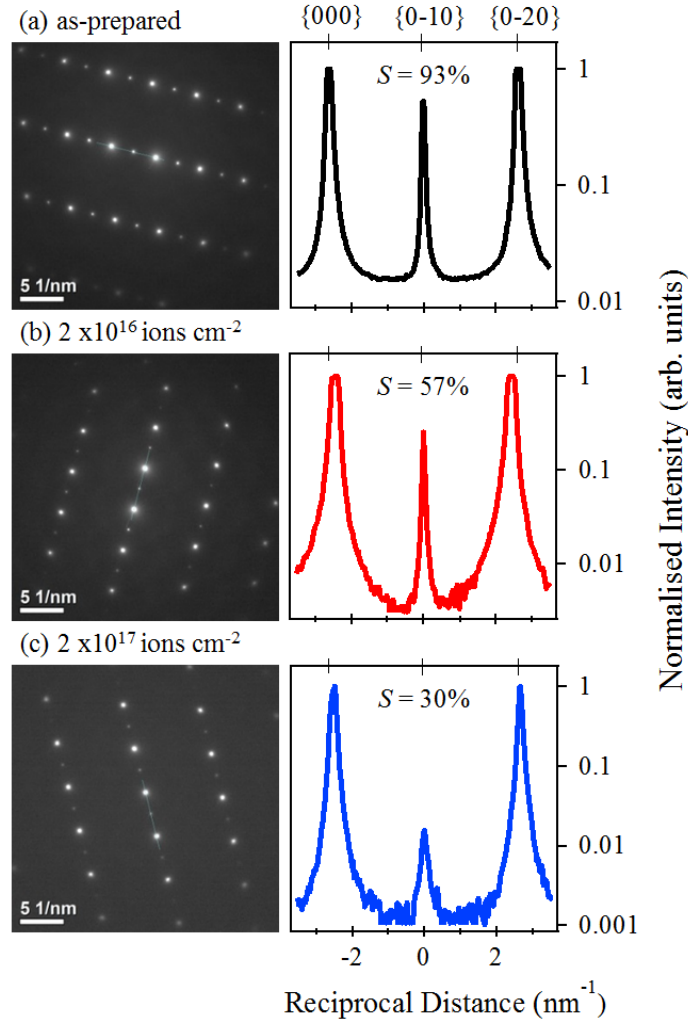 (a) as-prepared
{000} {0-10} {0-20}
S = 93%
1
0.1
0.01
5 1/nm
(b) 2 x10¹⁶ ions cm⁻²
S = 57%
1
0.1
0.01
5 1/nm
(c) 2 x10¹⁷ ions cm⁻²
S = 30%
1
0.1
0.01
0.001
5 1/nm
-2 0 2
Reciprocal Distance (nm⁻¹)
Normalised Intensity (arb. units)